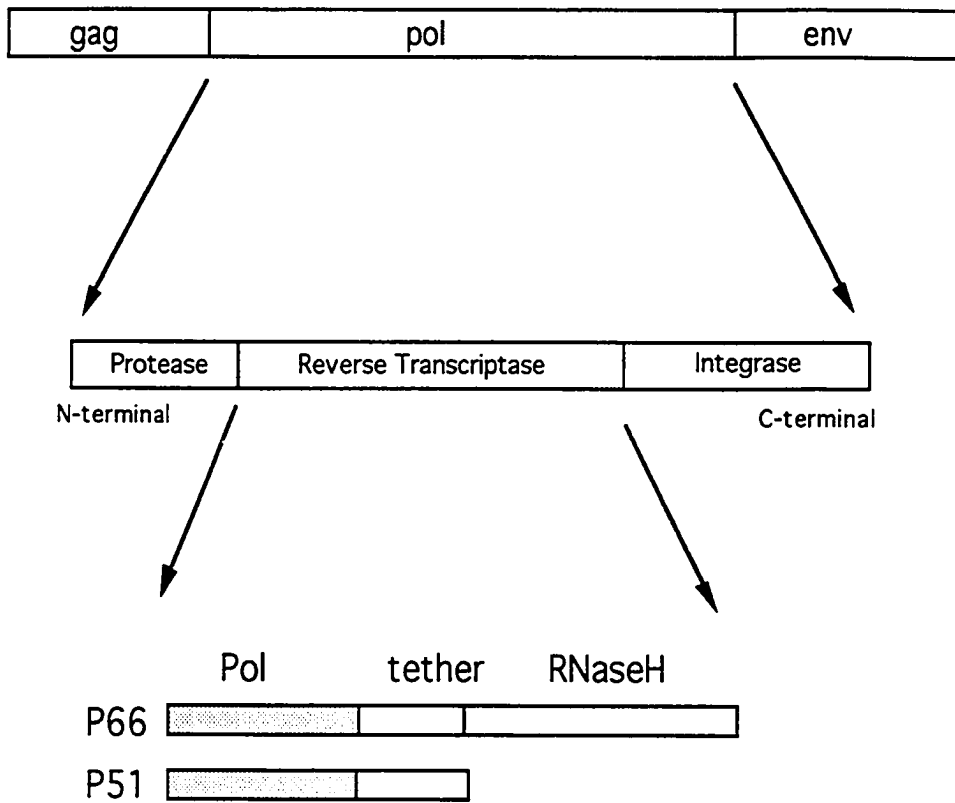 gag pol env
Protease Reverse Transcriptase Integrase
N-terminal C-terminal
Pol tether RNaseH
P66
P51